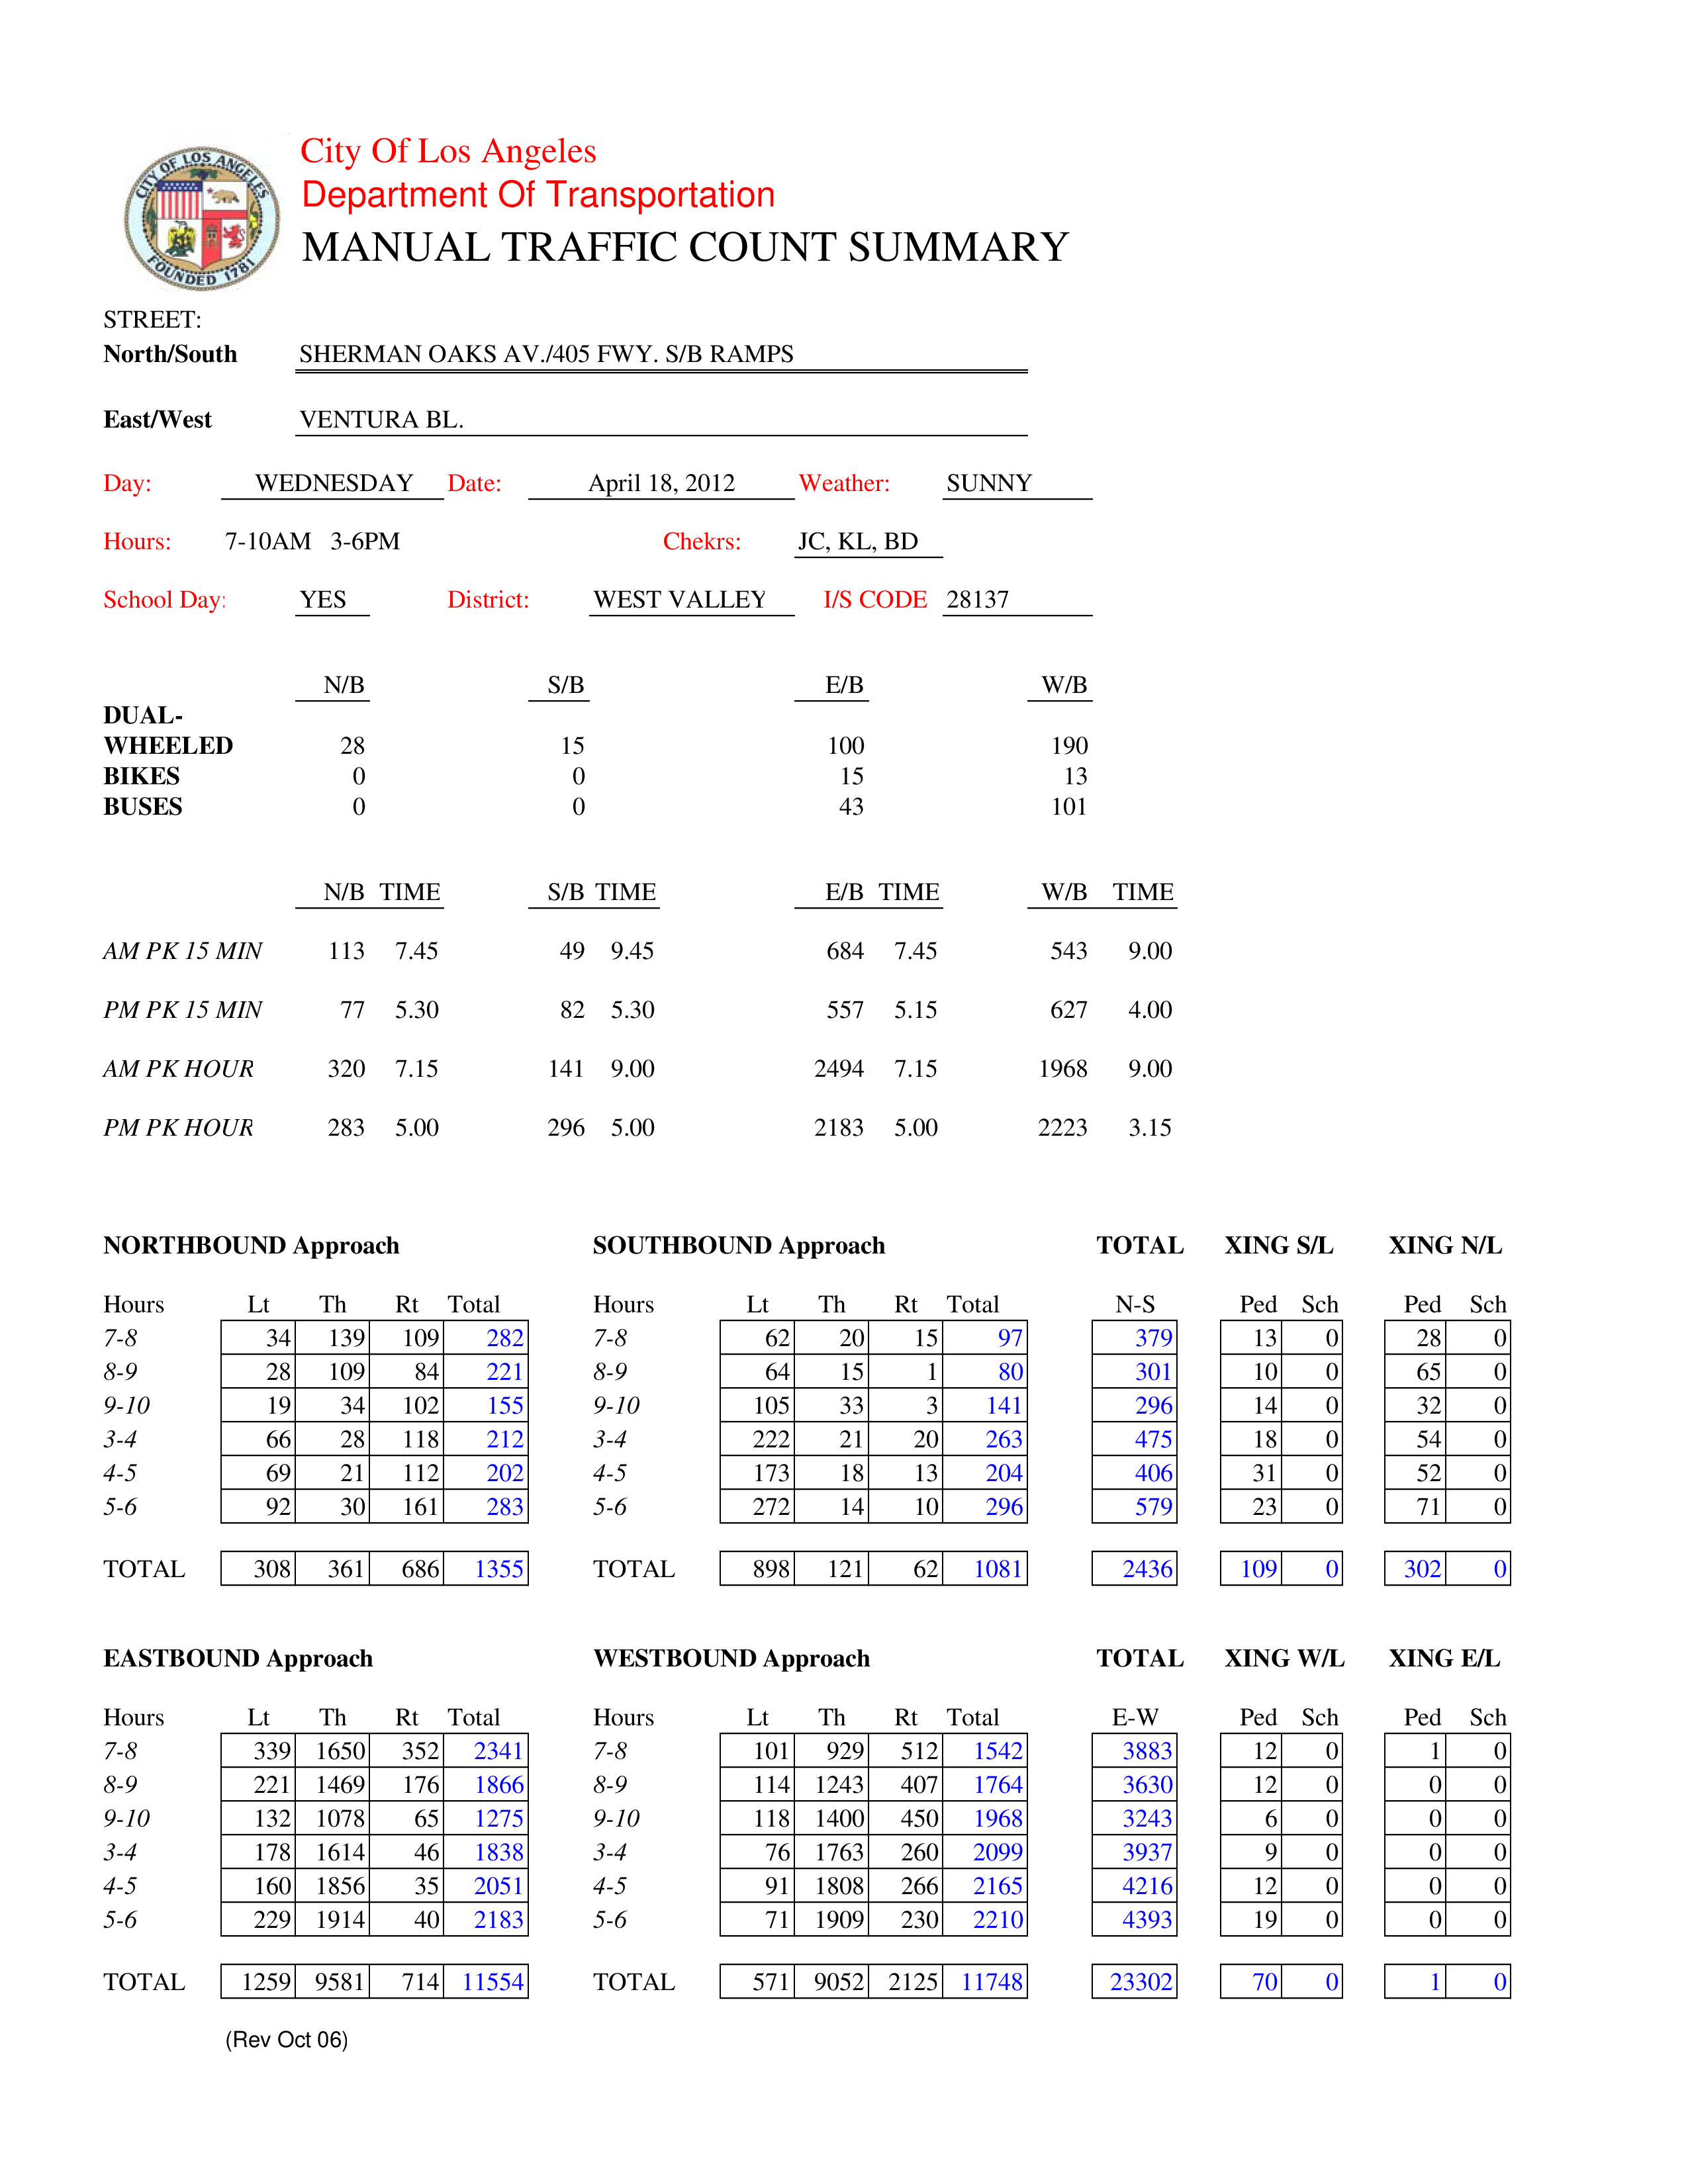 CITY OF LOS ANGELES
FOUNDED 1781
City Of Los Angeles
Department Of Transportation
MANUAL TRAFFIC COUNT SUMMARY
STREET:
North/South SHERMAN OAKS AV./405 FWY. S/B RAMPS
East/West VENTURA BL.
Day: WEDNESDAY Date: April 18, 2012 Weather: SUNNY
Hours: 7-10AM 3-6PM Chekrs: JC, KL, BD
School Day: YES District: WEST VALLEY I/S CODE 28137
N/B S/B E/B W/B
DUAL-
WHEELED 28 15 100 190
BIKES 0 0 15 13
BUSES 0 0 43 101
N/B TIME S/B TIME E/B TIME W/B TIME
AM PK 15 MIN 113 7.45 49 9.45 684 7.45 543 9.00
PM PK 15 MIN 77 5.30 82 5.30 557 5.15 627 4.00
AM PK HOUR 320 7.15 141 9.00 2494 7.15 1968 9.00
PM PK HOUR 283 5.00 296 5.00 2183 5.00 2223 3.15
NORTHBOUND Approach SOUTHBOUND Approach TOTAL XING S/L XING N/L
Hours Lt Th Rt Total Hours Lt Th Rt Total N-S Ped Sch Ped Sch
7-8 34 139 109 282 7-8 62 20 15 97 379 13 0 28 0
8-9 28 109 84 221 8-9 64 15 1 80 301 10 0 65 0
9-10 19 34 102 155 9-10 105 33 3 141 296 14 0 32 0
3-4 66 28 118 212 3-4 222 21 20 263 475 18 0 54 0
4-5 69 21 112 202 4-5 173 18 13 204 406 31 0 52 0
5-6 92 30 161 283 5-6 272 14 10 296 579 23 0 71 0
TOTAL 308 361 686 1355 TOTAL 898 121 62 1081 2436 109 0 302 0
EASTBOUND Approach WESTBOUND Approach TOTAL XING W/L XING E/L
Hours Lt Th Rt Total Hours Lt Th Rt Total E-W Ped Sch Ped Sch
7-8 339 1650 352 2341 7-8 101 929 512 1542 3883 12 0 1 0
8-9 221 1469 176 1866 8-9 114 1243 407 1764 3630 12 0 0 0
9-10 132 1078 65 1275 9-10 118 1400 450 1968 3243 6 0 0 0
3-4 178 1614 46 1838 3-4 76 1763 260 2099 3937 9 0 0 0
4-5 160 1856 35 2051 4-5 91 1808 266 2165 4216 12 0 0 0
5-6 229 1914 40 2183 5-6 71 1909 230 2210 4393 19 0 0 0
TOTAL 1259 9581 714 11554 TOTAL 571 9052 2125 11748 23302 70 0 1 0
(Rev Oct 06)